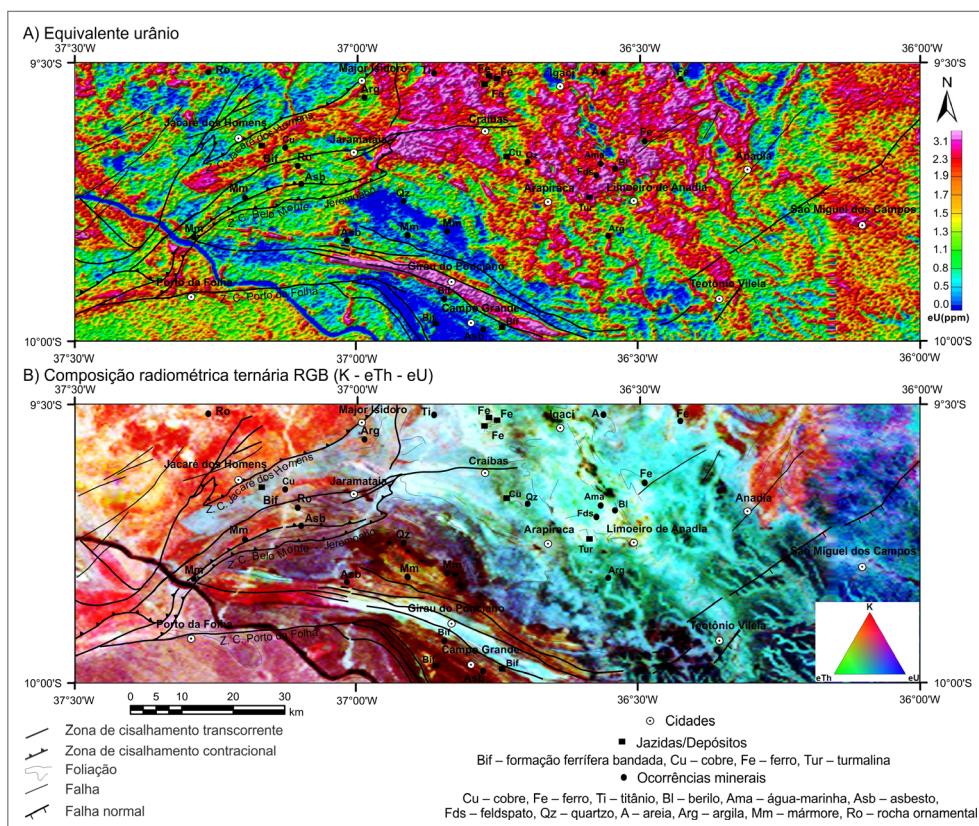 A) Equivalente urânio
37°30'W 37°00'W 36°30'W 36°00'W
9°30'S 9°30'S
N
Ro
Major Isidoro
Ti
Fe
Fe
Fe
Igaci
A
Fe
Arg
Jacaré dos Homens
Z. C. Jacaré dos Homens
Cu
Bif
Ro
Jaramataia
Craíbas
Cu
Qz
Ama
Bl
Fds
Fe
Anadia
Asb
Mm
Z. C. Belo Monte - Jeremoabo
Qz
Arapiraca
Limoeiro de Anadia
Tur
São Miguel dos Campos
Mm
Asb
Mm
Mm
Arg
Girau do Ponciano
Porto da Folha
Z. C. Porto da Folha
Bif
Teotônio Vilela
Campo Grande
Bif
Bif
Asb
3.1
2.3
1.9
1.7
1.5
1.3
1.1
0.8
0.5
0.0
eU(ppm)
10°00'S 10°00'S
37°30'W 37°00'W 36°30'W 36°00'W
B) Composição radiométrica ternária RGB (K - eTh - eU)
37°30'W 37°00'W 36°30'W 36°00'W
9°30'S 9°30'S
Ro
Major Isidoro
Ti
Fe
Fe
Fe
Igaci
A
Fe
Arg
Jacaré dos Homens
Z. C. Jacaré dos Homens
Cu
Bif
Ro
Jaramataia
Craíbas
Cu
Qz
Ama
Bl
Fds
Fe
Anadia
Asb
Mm
Z. C. Belo Monte - Jeremoabo
Qz
Arapiraca
Limoeiro de Anadia
Tur
São Miguel dos Campos
Mm
Asb
Mm
Mm
Arg
Girau do Ponciano
Porto da Folha
Z. C. Porto da Folha
Bif
Teotônio Vilela
Campo Grande
Bif
Bif
Asb
K
eTh eU
10°00'S 10°00'S
37°30'W 37°00'W 36°30'W 36°00'W
0 5 10 20 30
km
Zona de cisalhamento transcorrente
Zona de cisalhamento contracional
Foliação
Falha
Falha normal
Cidades
Jazidas/Depósitos
Bif – formação ferrífera bandada, Cu – cobre, Fe – ferro, Tur – turmalina
Ocorrências minerais
Cu – cobre, Fe – ferro, Ti – titânio, Bl – berilo, Ama – água-marinha, Asb – asbesto,
Fds – feldspato, Qz – quartzo, A – areia, Arg – argila, Mm – mármore, Ro – rocha ornamental